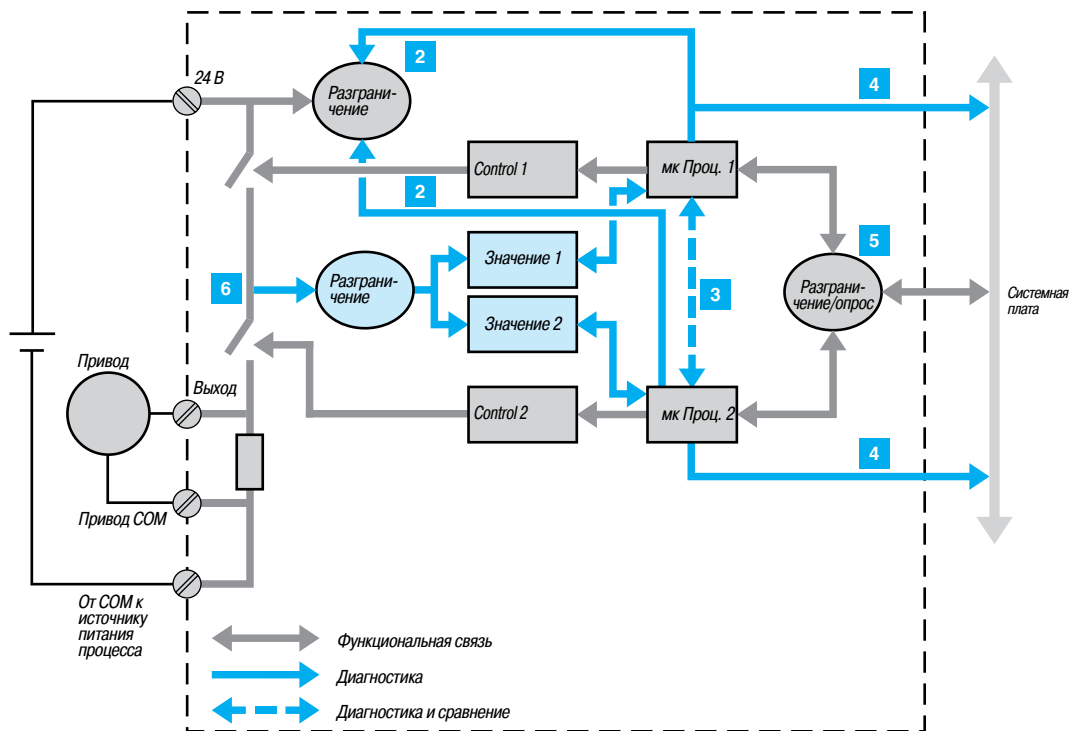 24 В
2
Разграни-
чение
4
Control 1
мк Проц. 1
2
5
Значение 1
6
Разграни-
чение
3
Разграни-
чение/опрос
Системная
плата
Значение 2
Привод
Выход
Control 2
мк Проц. 2
4
Привод COM
От COM к
источнику
питания
процесса
Функциональная связь
Диагностика
Диагностика и сравнение